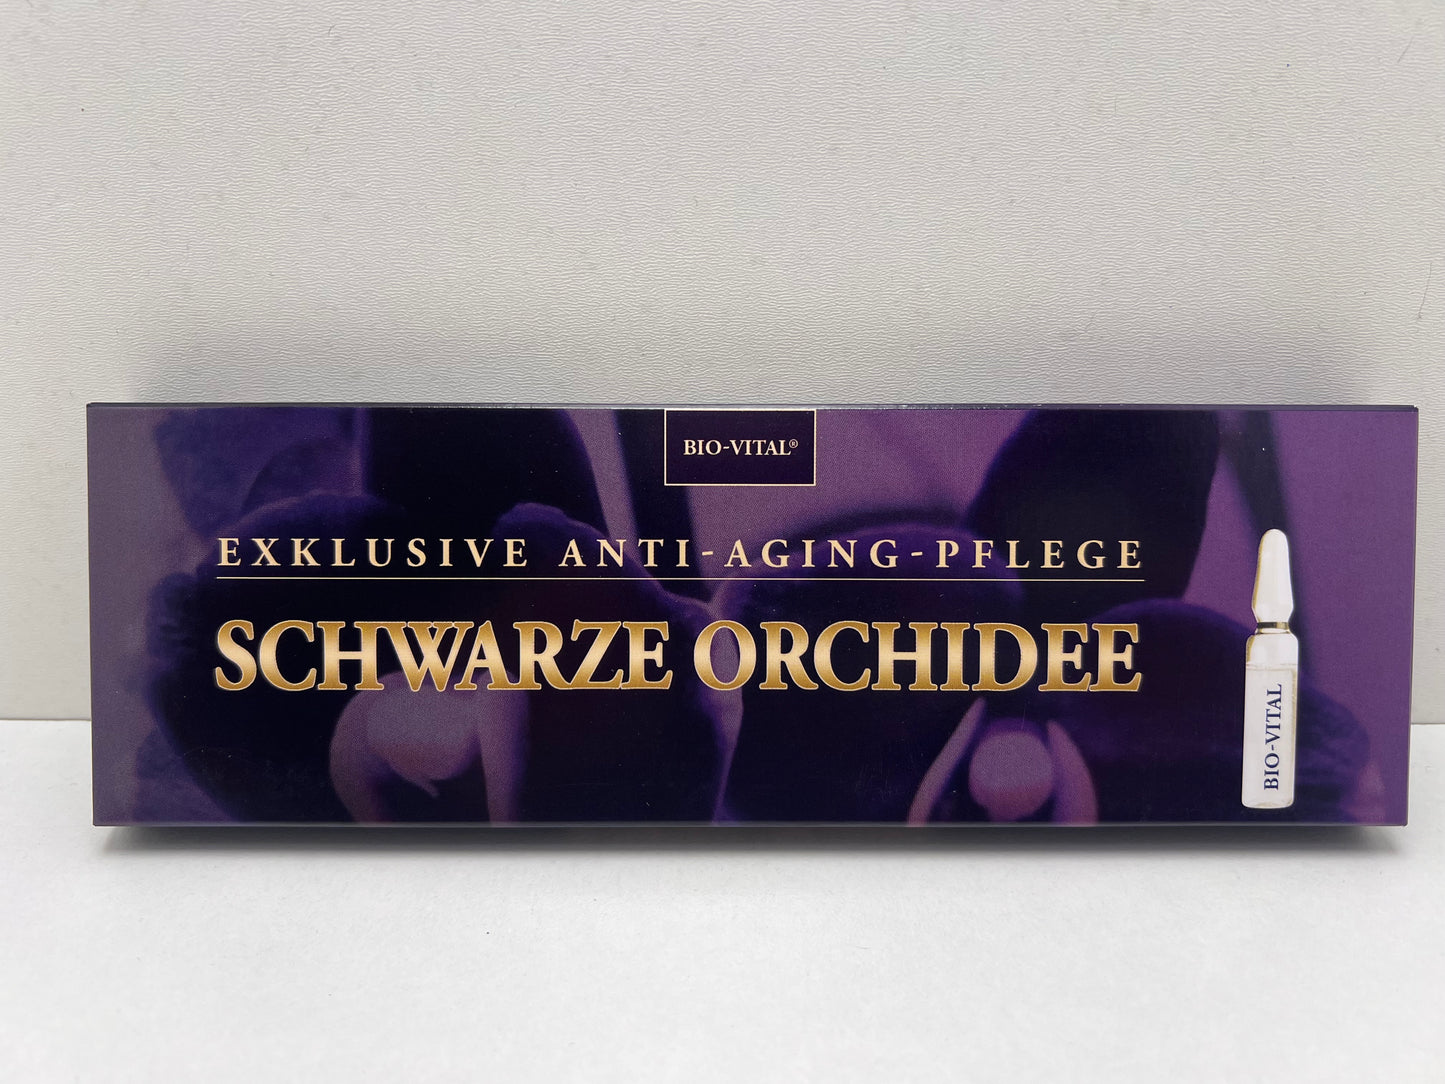 BIO-VITAL®
EXKLUSIVE ANTI-AGING-PFLEGE
SCHWARZE ORCHIDEE
BIO-VITAL